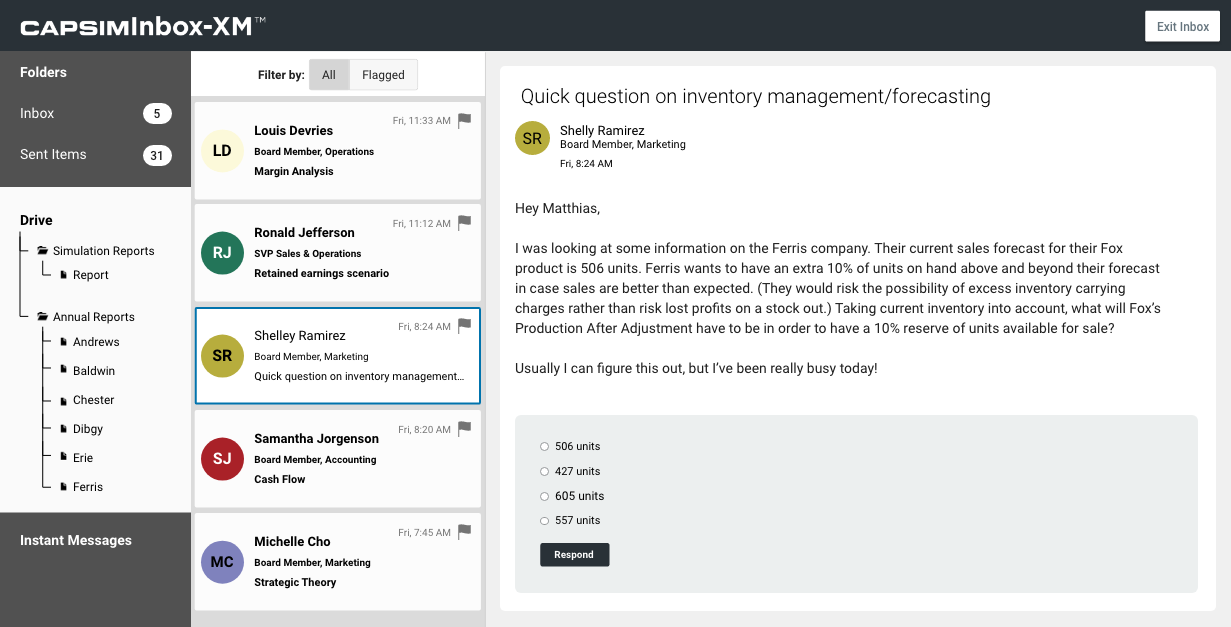 CAPSIMInbox-XM™
Exit Inbox
Folders
Inbox 5
Sent Items 31
Drive
Simulation Reports
Report
Annual Reports
Andrews
Baldwin
Chester
Dibgy
Erie
Ferris
Instant Messages
Filter by: All Flagged
Fri, 11:33 AM
LD
Louis Devries
Board Member, Operations
Margin Analysis
Fri, 11:12 AM
RJ
Ronald Jefferson
SVP Sales & Operations
Retained earnings scenario
Fri, 8:24 AM
SR
Shelley Ramirez
Board Member, Marketing
Quick question on inventory management...
Fri, 8:20 AM
SJ
Samantha Jorgenson
Board Member, Accounting
Cash Flow
Fri, 7:45 AM
MC
Michelle Cho
Board Member, Marketing
Strategic Theory
Quick question on inventory management/forecasting
SR
Shelly Ramirez
Board Member, Marketing
Fri, 8:24 AM
Hey Matthias,
I was looking at some information on the Ferris company. Their current sales forecast for their Fox
product is 506 units. Ferris wants to have an extra 10% of units on hand above and beyond their forecast
in case sales are better than expected. (They would risk the possibility of excess inventory carrying
charges rather than risk lost profits on a stock out.) Taking current inventory into account, what will Fox's
Production After Adjustment have to be in order to have a 10% reserve of units available for sale?
Usually I can figure this out, but I've been really busy today!
506 units
427 units
605 units
557 units
Respond